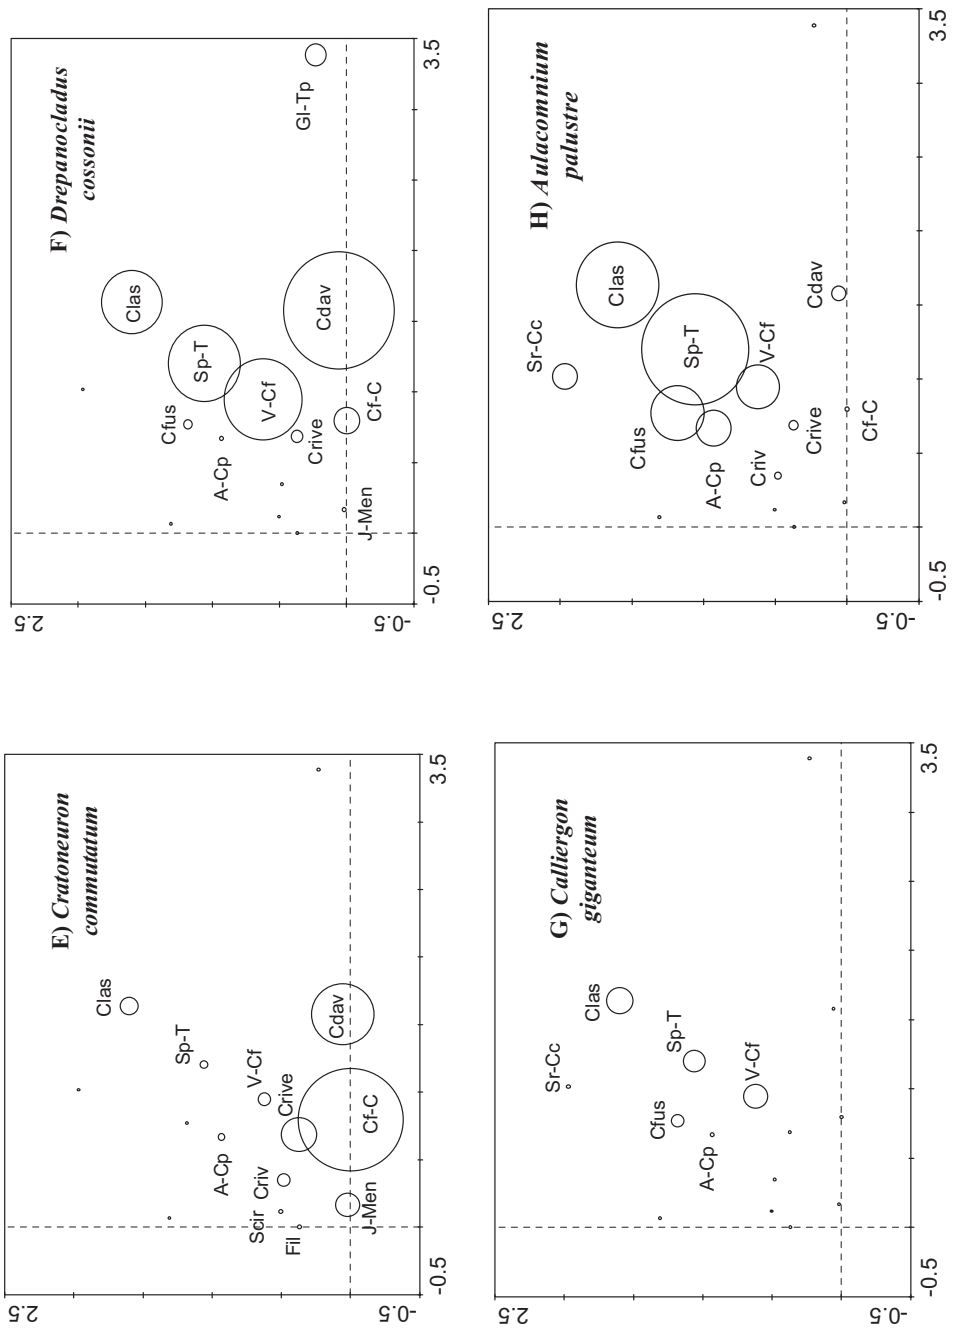 E) Cratoneuron
commutatum
Clas
Sp-T
V-Cf
Crive
A-Cp
Criv
Scir
Fil
Cdav
Cf-C
J-Men
2.5
-0.5
-0.5
3.5
F) Drepanocladus
cossonii
Gl-Tp
Clas
Sp-T
Cfus
V-Cf
A-Cp
Cdav
Crive
Cf-C
J-Men
2.5
-0.5
-0.5
3.5
G) Calliergon
giganteum
Sr-Cc
Clas
Sp-T
Cfus
V-Cf
A-Cp
2.5
-0.5
-0.5
3.5
H) Aulacomnium
palustre
Sr-Cc
Clas
Sp-T
Cfus
A-Cp
V-Cf
Cdav
Criv
Crive
Cf-C
2.5
-0.5
-0.5
3.5